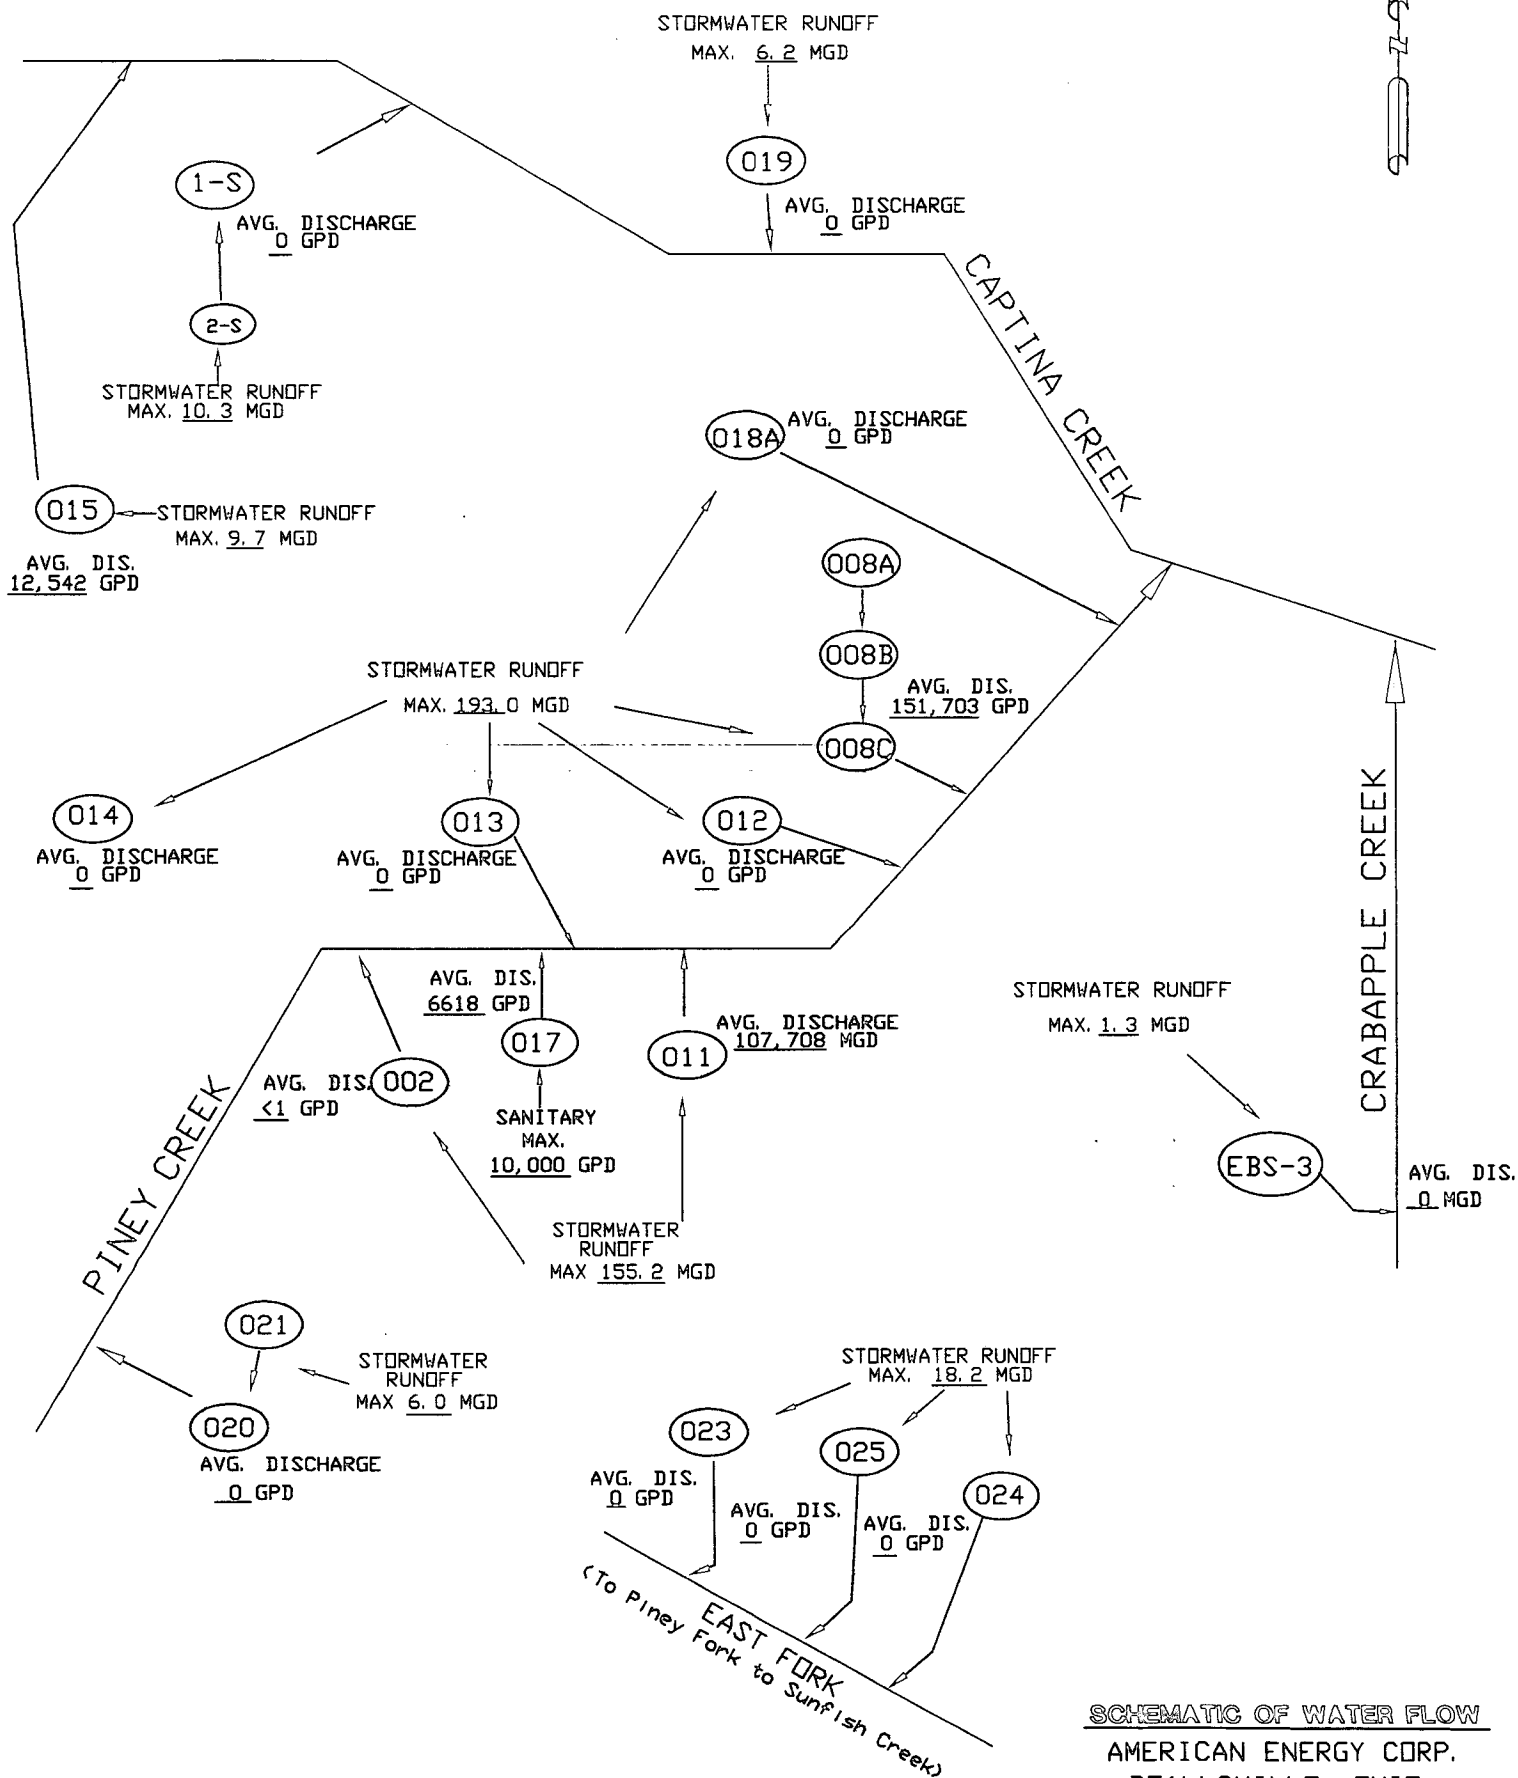 STORMWATER RUNOFF
MAX. 6.2 MGD
N
019
AVG. DISCHARGE
0 GPD
1-S
AVG. DISCHARGE
0 GPD
2-S
STORMWATER RUNOFF
MAX. 10.3 MGD
CAPTINA CREEK
015
STORMWATER RUNOFF
MAX. 9.7 MGD
AVG. DIS.
12,542 GPD
018A
AVG. DISCHARGE
0 GPD
008A
008B
AVG. DIS.
151,703 GPD
008C
STORMWATER RUNOFF
MAX. 193.0 MGD
014
AVG. DISCHARGE
0 GPD
013
AVG. DISCHARGE
0 GPD
012
AVG. DISCHARGE
0 GPD
CRABAPPLE CREEK
AVG. DIS.
6618 GPD
017
SANITARY
MAX.
10,000 GPD
AVG. DISCHARGE
107,708 MGD
011
AVG. DIS.
<1 GPD
002
STORMWATER
RUNOFF
MAX 155.2 MGD
STORMWATER RUNOFF
MAX. 1.3 MGD
EBS-3
AVG. DIS.
0 MGD
PINEY CREEK
021
STORMWATER
RUNOFF
MAX 6.0 MGD
020
AVG. DISCHARGE
0 GPD
STORMWATER RUNOFF
MAX. 18.2 MGD
023
025
024
AVG. DIS.
0 GPD
AVG. DIS.
0 GPD
AVG. DIS.
0 GPD
EAST FORK
(To Piney Fork to Sunfish Creek)
SCHEMATIC OF WATER FLOW
AMERICAN ENERGY CORP.